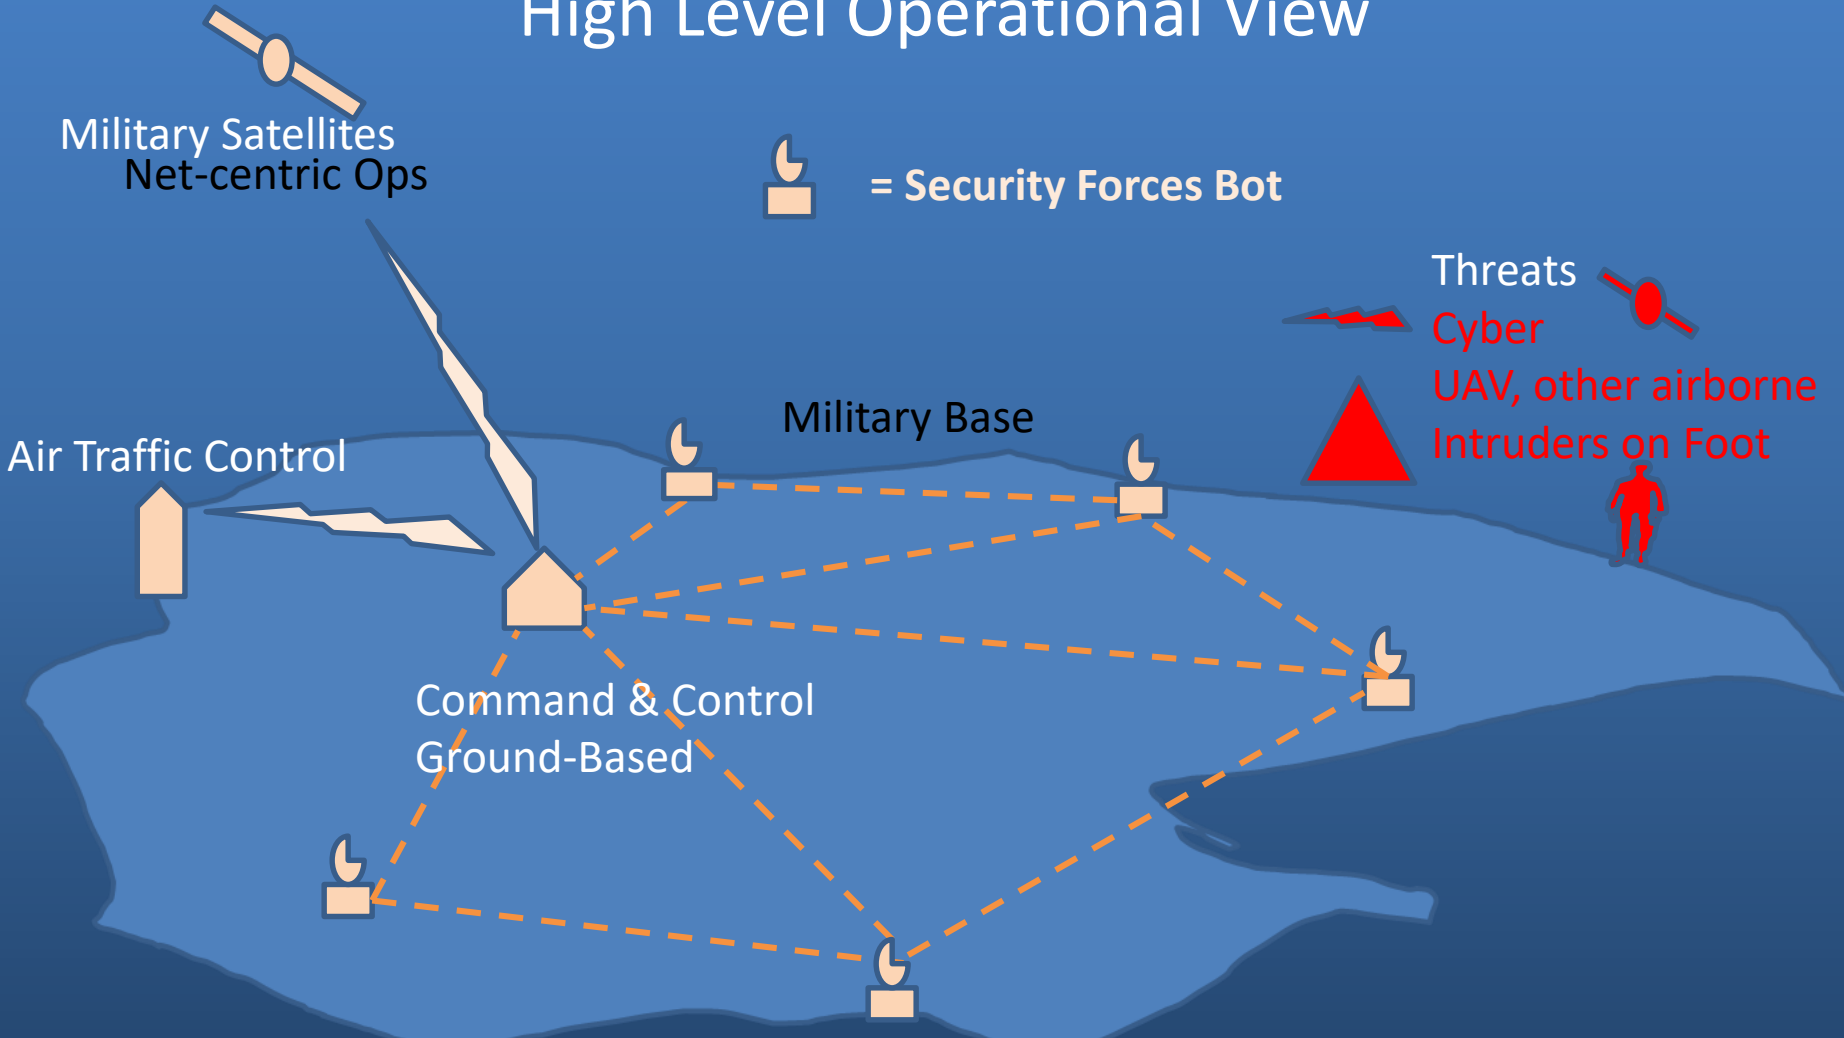 High Level Operational View
Military Satellites
Net-centric Ops
= Security Forces Bot
Threats
Cyber
UAV, other airborne
Intruders on Foot
Military Base
Air Traffic Control
Command & Control
Ground-Based